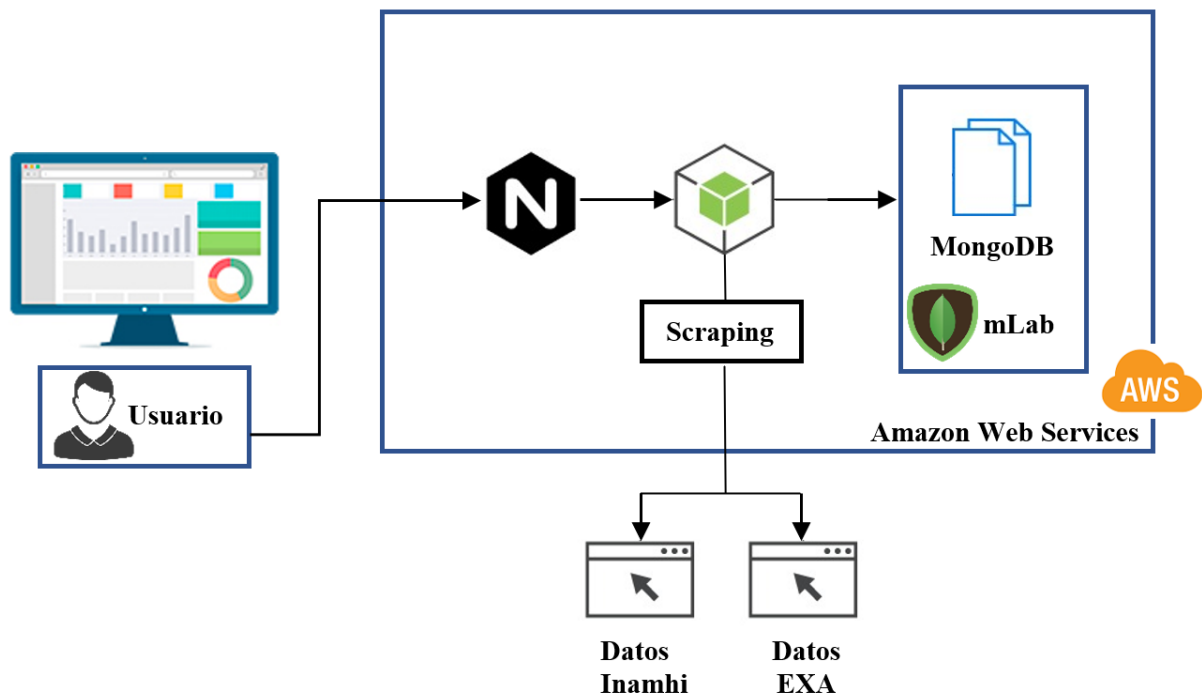 N
MongoDB
mLab
Scraping
Usuario
AWS
Amazon Web Services
Datos
Inamhi
Datos
EXA